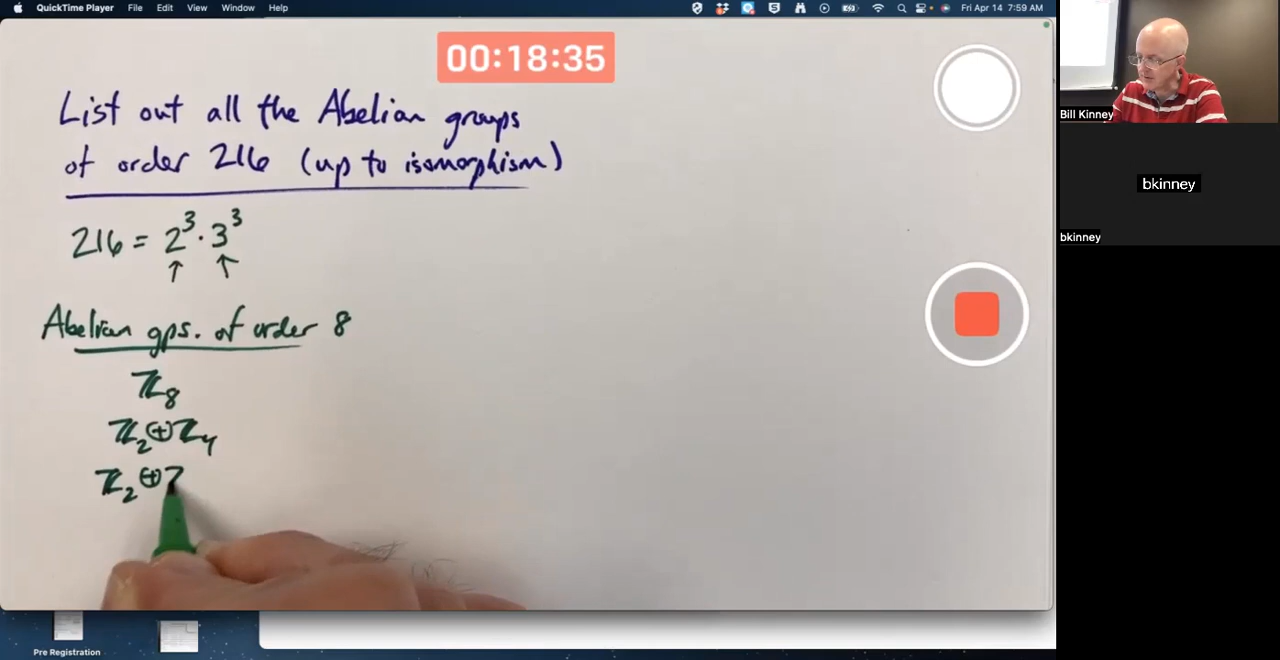 QuickTime Player File Edit View Window Help Fri Apr 14 7:59 AM
00:18:35
List out all the Abelian groups
of order 216 (up to isomorphism)
216 = 2³·3³
↑ ↑
Abelian gps. of order 8
ℤ₈
ℤ₂⊕ℤ₄
ℤ₂⊕ℤ
Pre Registration
Bill Kinney
bkinney
bkinney